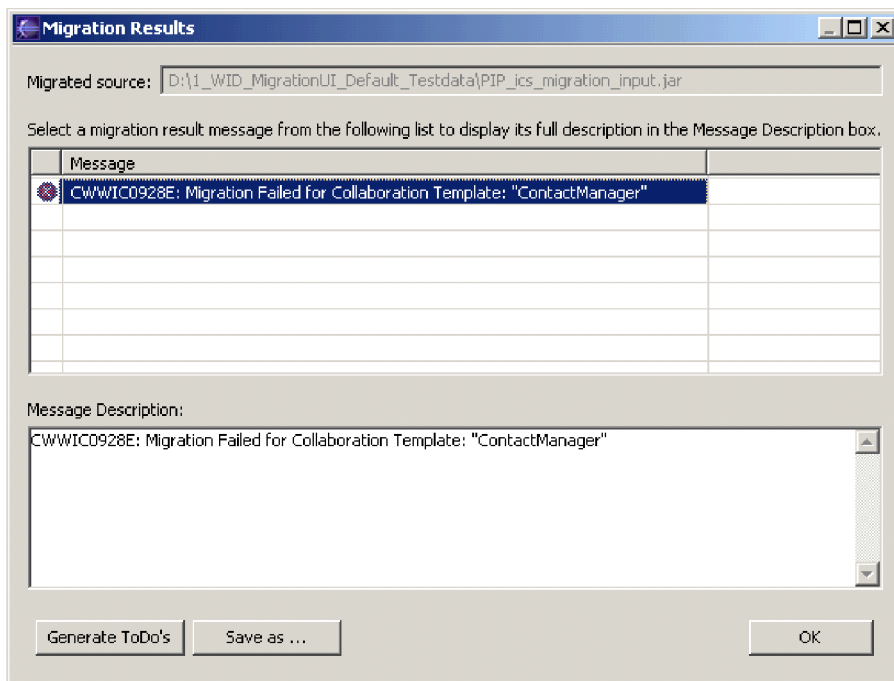 Migration Results
Migrated source: D:\1_WID_MigrationUI_Default_Testdata\PIP_ics_migration_input.jar
Select a migration result message from the following list to display its full description in the Message Description box.
Message
CWWIC0928E: Migration Failed for Collaboration Template: "ContactManager"
Message Description:
CWWIC0928E: Migration Failed for Collaboration Template: "ContactManager"
Generate ToDo's Save as ... OK